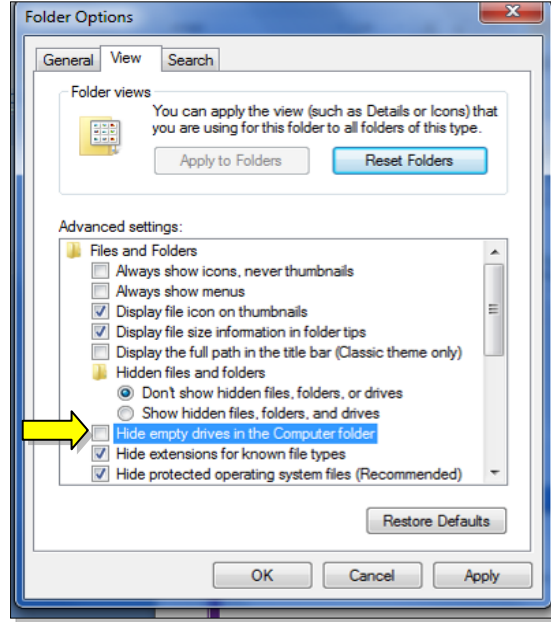 Folder Options
General View Search
Folder views
You can apply the view (such as Details or Icons) that
you are using for this folder to all folders of this type.
Apply to Folders Reset Folders
Advanced settings:
Files and Folders
Always show icons, never thumbnails
Always show menus
Display file icon on thumbnails
Display file size information in folder tips
Display the full path in the title bar (Classic theme only)
Hidden files and folders
Don't show hidden files, folders, or drives
Show hidden files, folders, and drives
Hide empty drives in the Computer folder
Hide extensions for known file types
Hide protected operating system files (Recommended)
Restore Defaults
OK Cancel Apply